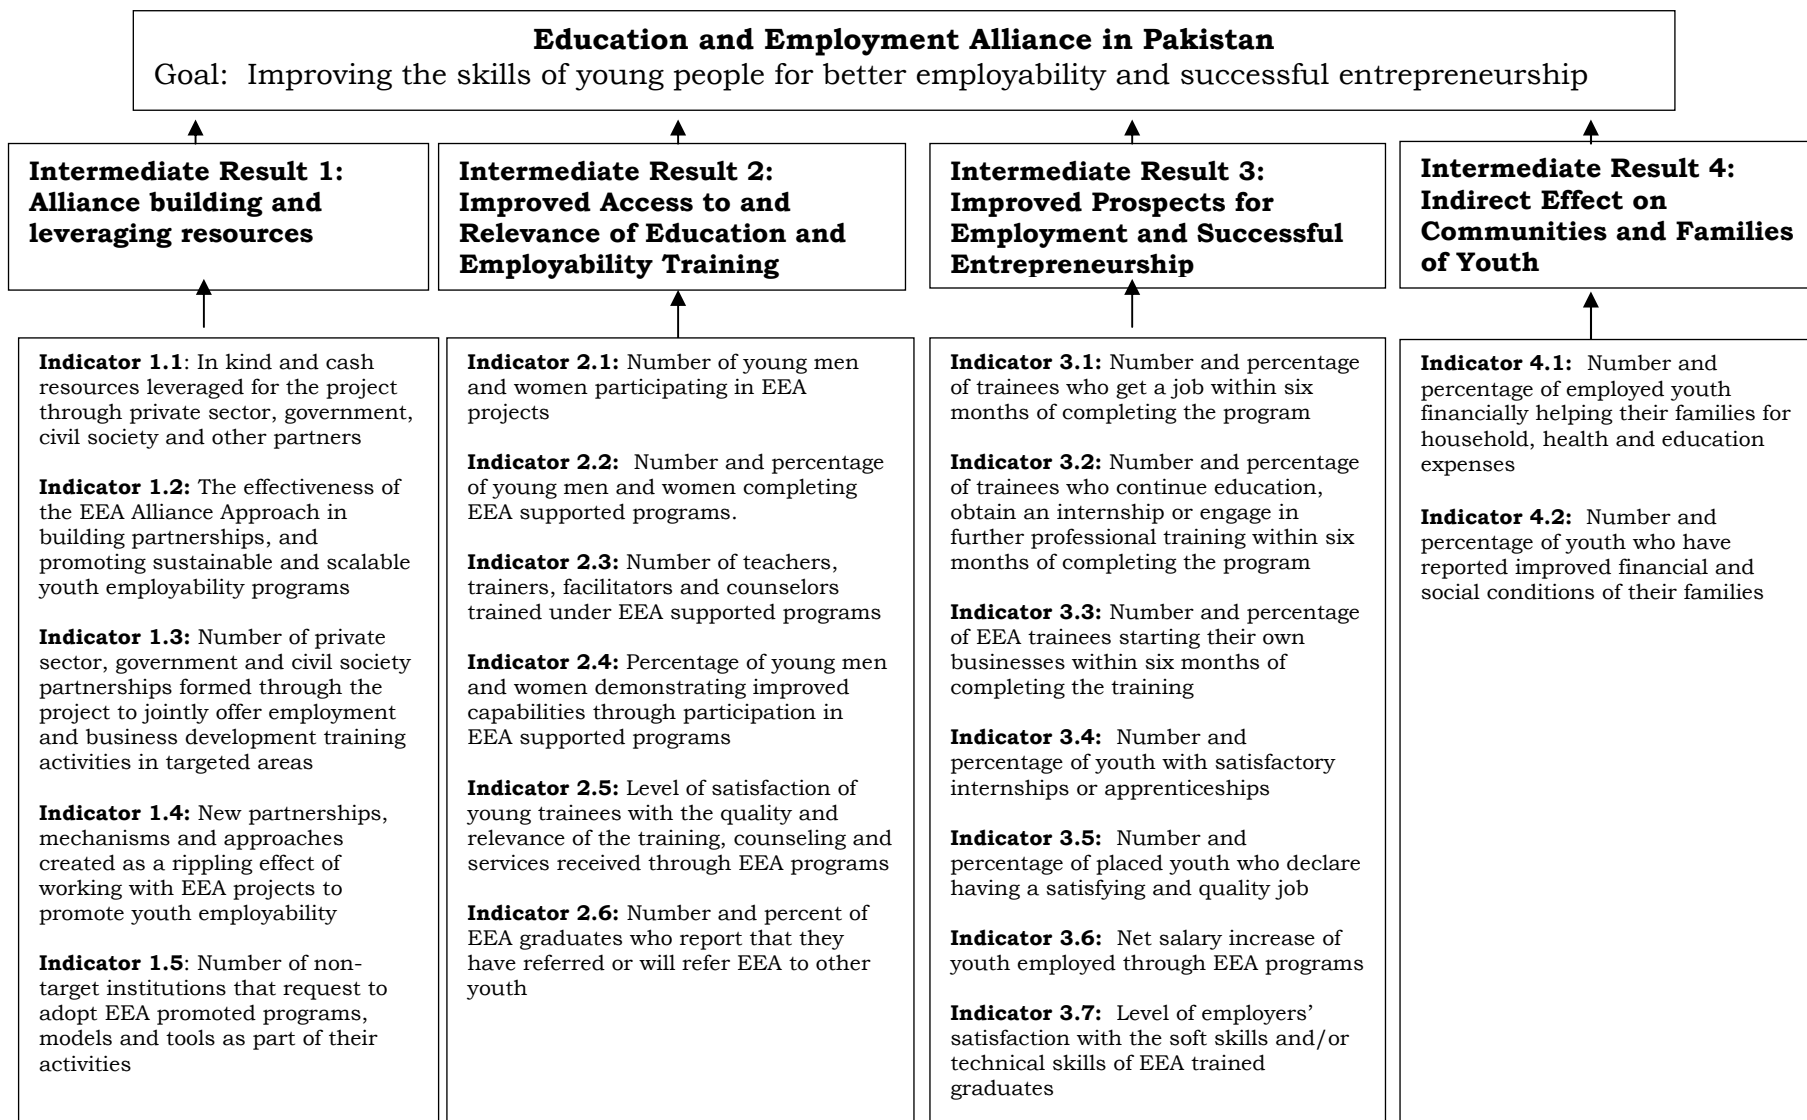 Education and Employment Alliance in Pakistan
Goal:  Improving the skills of young people for better employability and successful entrepreneurship
Intermediate Result 1:
Alliance building and
leveraging resources
Intermediate Result 2:
Improved Access to and
Relevance of Education and
Employability Training
Intermediate Result 3:
Improved Prospects for
Employment and Successful
Entrepreneurship
Intermediate Result 4:
Indirect Effect on
Communities and Families
of Youth
Indicator 1.1: In kind and cash
resources leveraged for the project
through private sector, government,
civil society and other partners
Indicator 1.2: The effectiveness of
the EEA Alliance Approach in
building partnerships, and
promoting sustainable and scalable
youth employability programs
Indicator 1.3: Number of private
sector, government and civil society
partnerships formed through the
project to jointly offer employment
and business development training
activities in targeted areas
Indicator 1.4: New partnerships,
mechanisms and approaches
created as a rippling effect of
working with EEA projects to
promote youth employability
Indicator 1.5: Number of non-
target institutions that request to
adopt EEA promoted programs,
models and tools as part of their
activities
Indicator 2.1: Number of young men
and women participating in EEA
projects
Indicator 2.2:  Number and percentage
of young men and women completing
EEA supported programs.
Indicator 2.3: Number of teachers,
trainers, facilitators and counselors
trained under EEA supported programs
Indicator 2.4: Percentage of young men
and women demonstrating improved
capabilities through participation in
EEA supported programs
Indicator 2.5: Level of satisfaction of
young trainees with the quality and
relevance of the training, counseling and
services received through EEA programs
Indicator 2.6: Number and percent of
EEA graduates who report that they
have referred or will refer EEA to other
youth
Indicator 3.1: Number and percentage
of trainees who get a job within six
months of completing the program
Indicator 3.2: Number and percentage
of trainees who continue education,
obtain an internship or engage in
further professional training within six
months of completing the program
Indicator 3.3: Number and percentage
of EEA trainees starting their own
businesses within six months of
completing the training
Indicator 3.4:  Number and
percentage of youth with satisfactory
internships or apprenticeships
Indicator 3.5:  Number and
percentage of placed youth who declare
having a satisfying and quality job
Indicator 3.6:  Net salary increase of
youth employed through EEA programs
Indicator 3.7:  Level of employers’
satisfaction with the soft skills and/or
technical skills of EEA trained
graduates
Indicator 4.1:  Number and
percentage of employed youth
financially helping their families for
household, health and education
expenses
Indicator 4.2:  Number and
percentage of youth who have
reported improved financial and
social conditions of their families